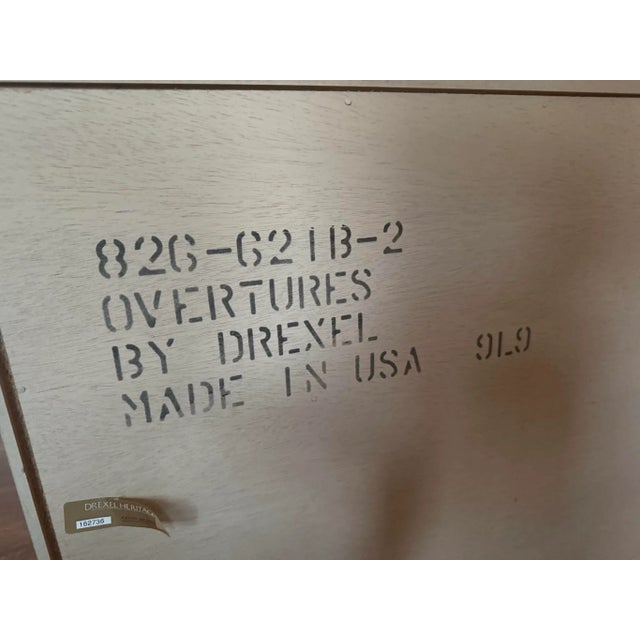 826-621B-2
OVERTURES
BY DREXEL
MADE IN USA 9L9
DREXEL HERITAGE
162736